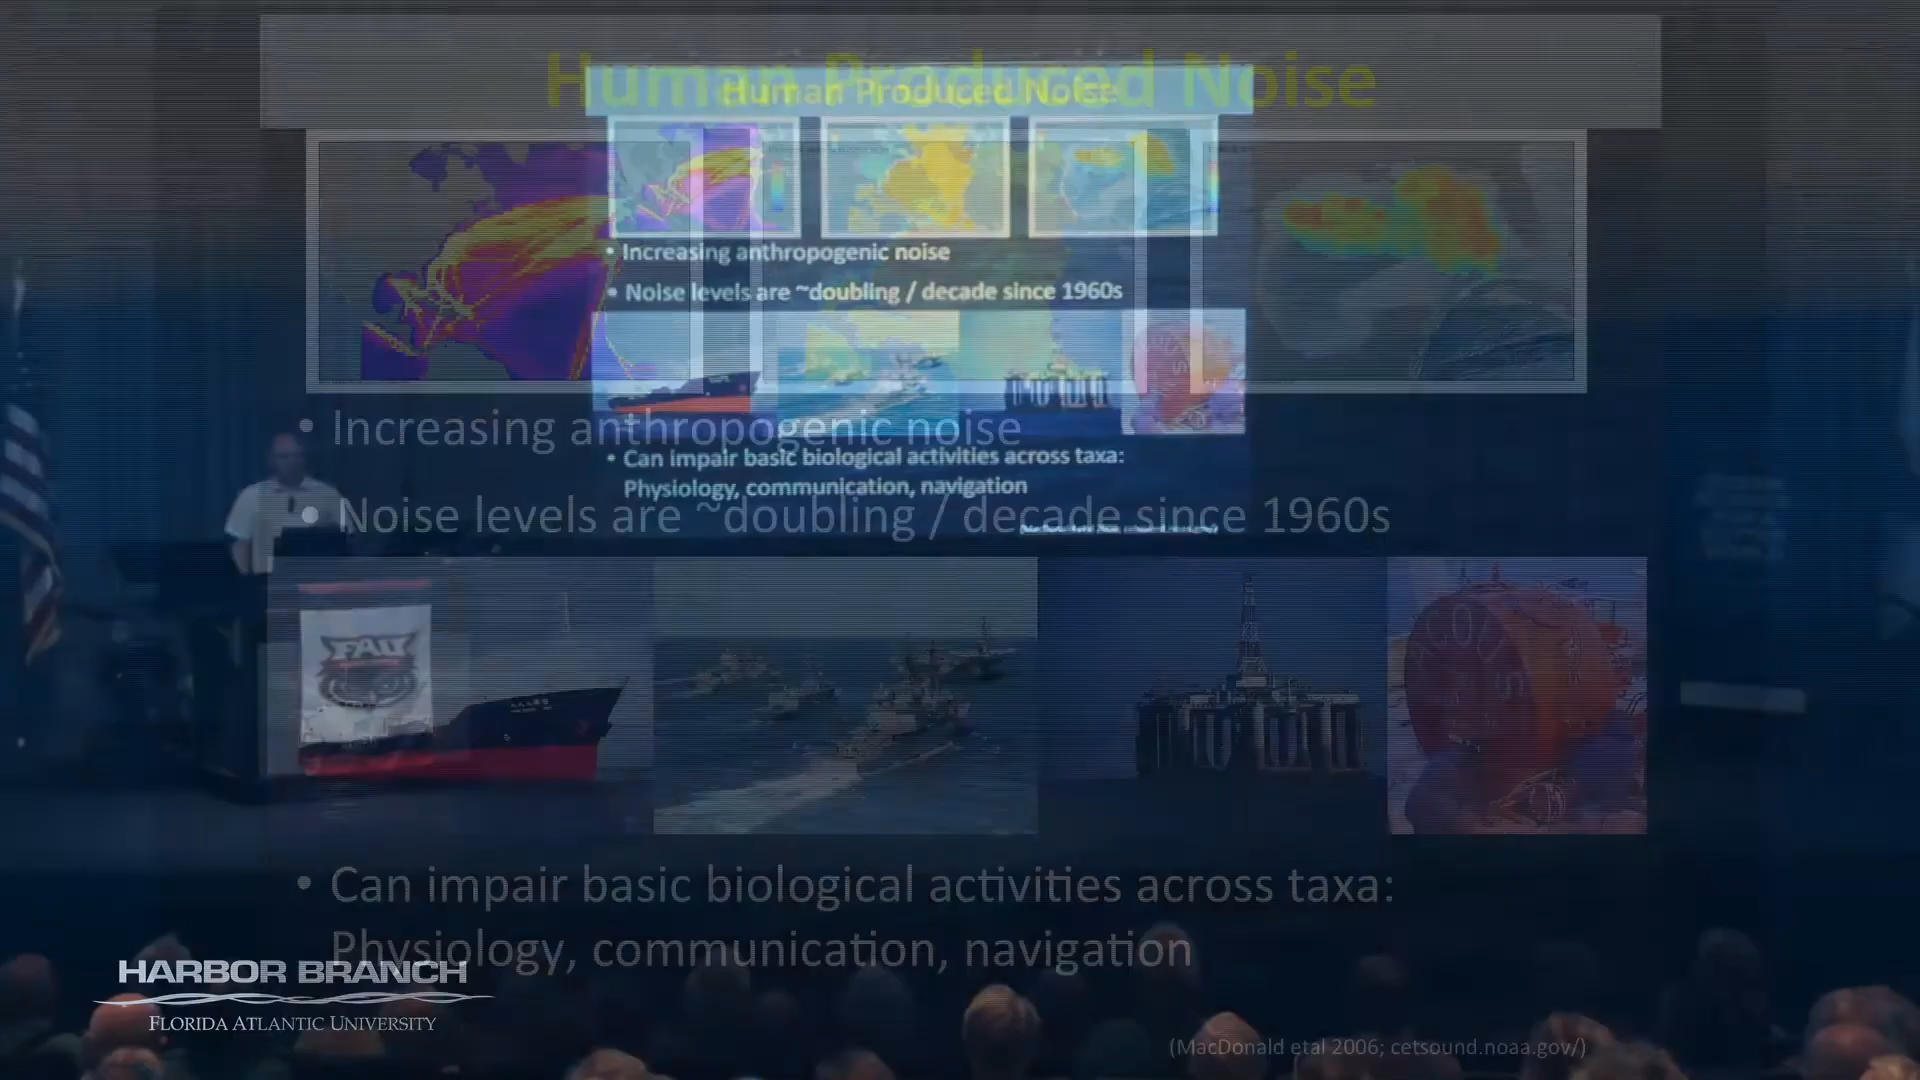 Human Produced Noise
Human Produced Noise
• Increasing anthropogenic noise
• Noise levels are ~doubling / decade since 1960s
• Can impair basic biological activities across taxa:
Physiology, communication, navigation
• Increasing anthropogenic noise
• Noise levels are ~doubling / decade since 1960s
FAU
ACOUS
• Can impair basic biological activities across taxa:
Physiology, communication, navigation
HARBOR BRANCH
FLORIDA ATLANTIC UNIVERSITY
(MacDonald etal 2006; cetsound.noaa.gov/)